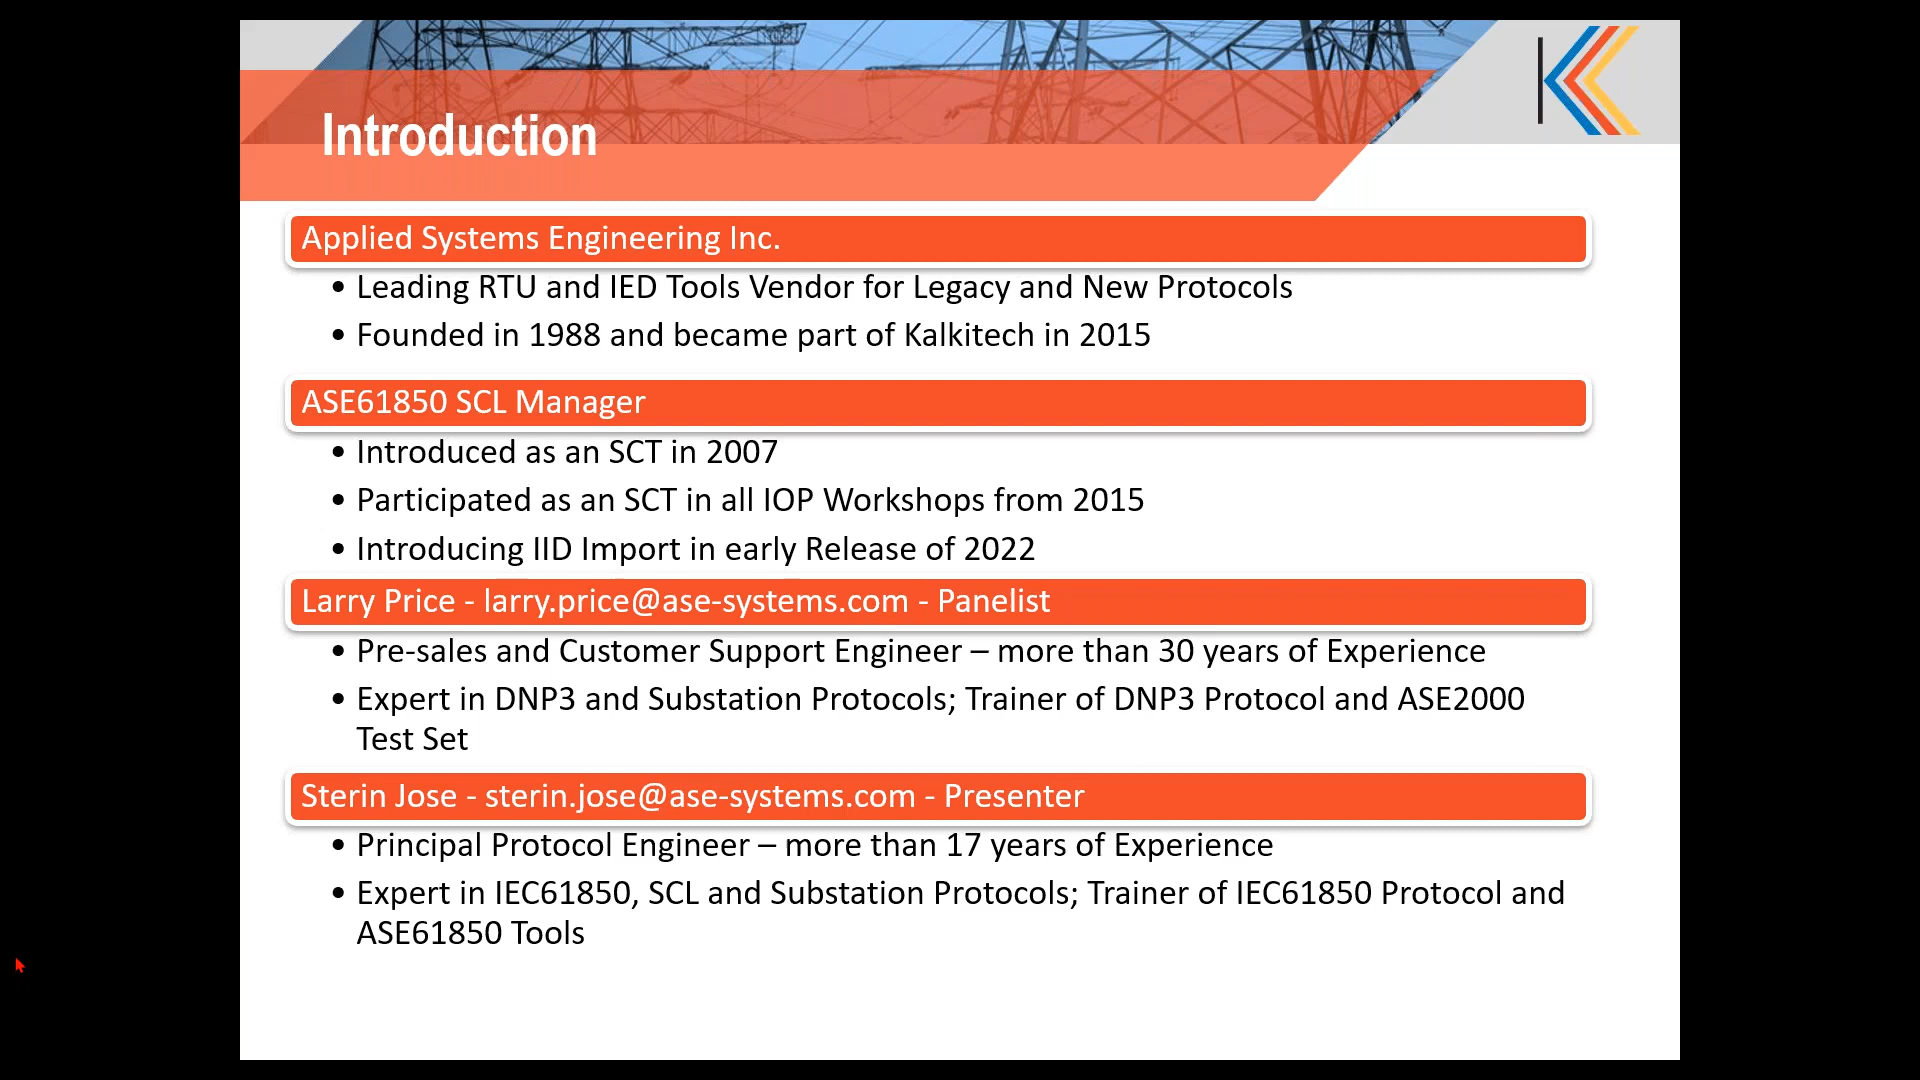 Introduction
Applied Systems Engineering Inc.
• Leading RTU and IED Tools Vendor for Legacy and New Protocols
• Founded in 1988 and became part of Kalkitech in 2015
ASE61850 SCL Manager
• Introduced as an SCT in 2007
• Participated as an SCT in all IOP Workshops from 2015
• Introducing IID Import in early Release of 2022
Larry Price - larry.price@ase-systems.com - Panelist
• Pre-sales and Customer Support Engineer – more than 30 years of Experience
• Expert in DNP3 and Substation Protocols; Trainer of DNP3 Protocol and ASE2000
Test Set
Sterin Jose - sterin.jose@ase-systems.com - Presenter
• Principal Protocol Engineer – more than 17 years of Experience
• Expert in IEC61850, SCL and Substation Protocols; Trainer of IEC61850 Protocol and
ASE61850 Tools